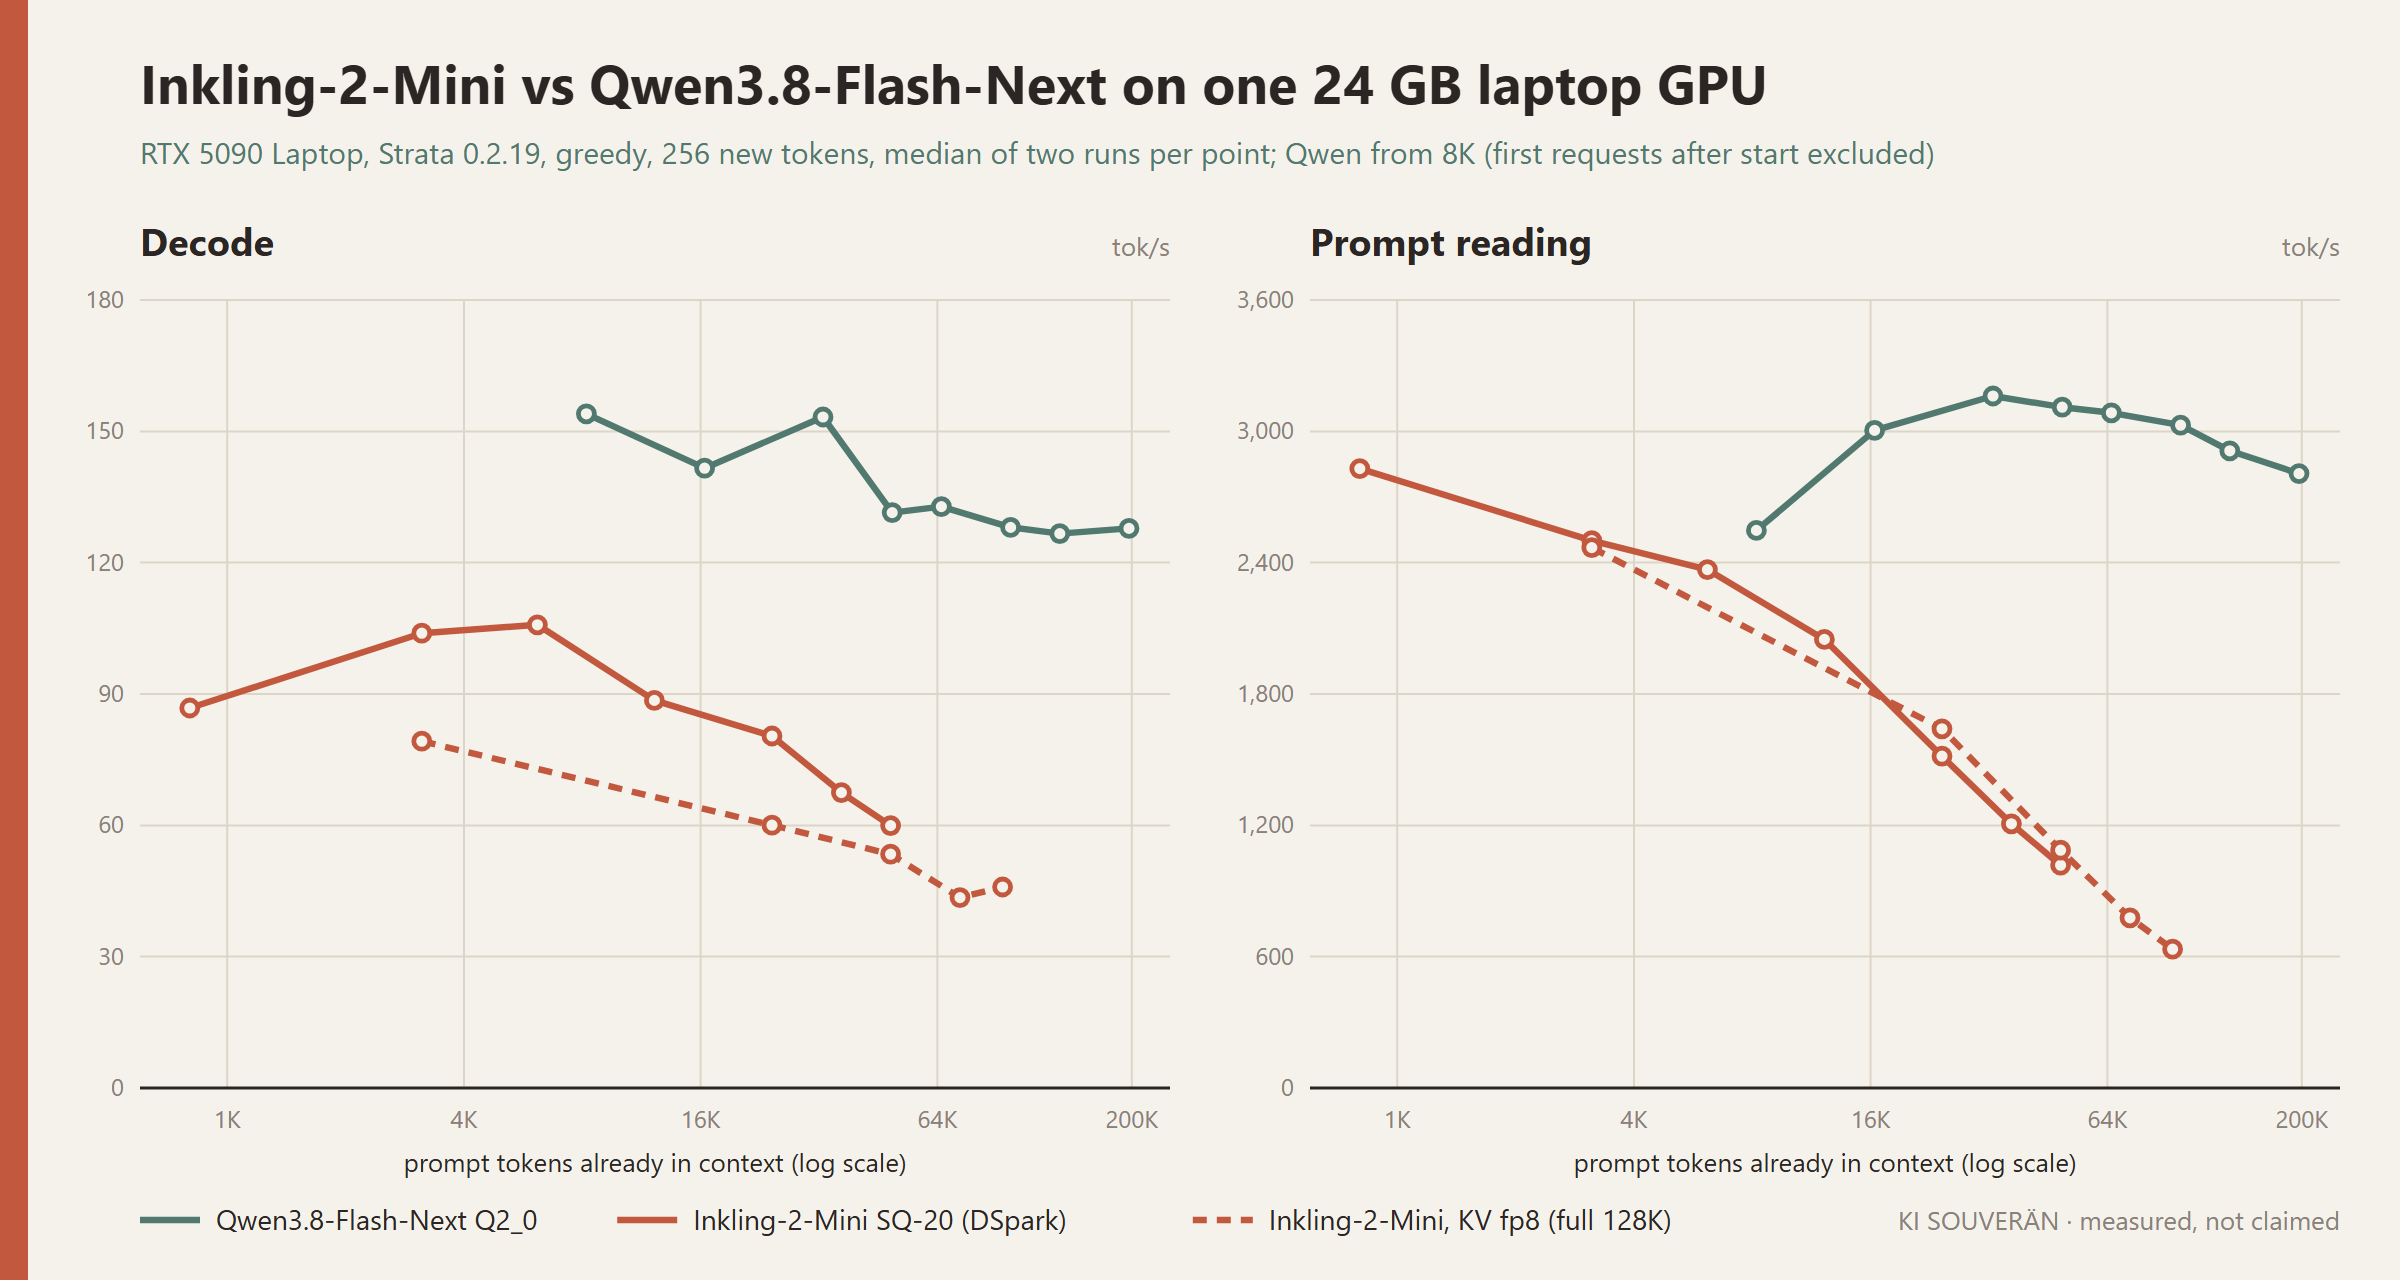 Inkling-2-Mini vs Qwen3.8-Flash-Next on one 24 GB laptop GPU
RTX 5090 Laptop, Strata 0.2.19, greedy, 256 new tokens, median of two runs per point; Qwen from 8K (first requests after start excluded)
Decode
tok/s
180
150
120
90
60
30
0
1K 4K 16K 64K 200K
prompt tokens already in context (log scale)
Prompt reading
tok/s
3,600
3,000
2,400
1,800
1,200
600
0
1K 4K 16K 64K 200K
prompt tokens already in context (log scale)
Qwen3.8-Flash-Next Q2_0
Inkling-2-Mini SQ-20 (DSpark)
Inkling-2-Mini, KV fp8 (full 128K)
KI SOUVERÄN · measured, not claimed